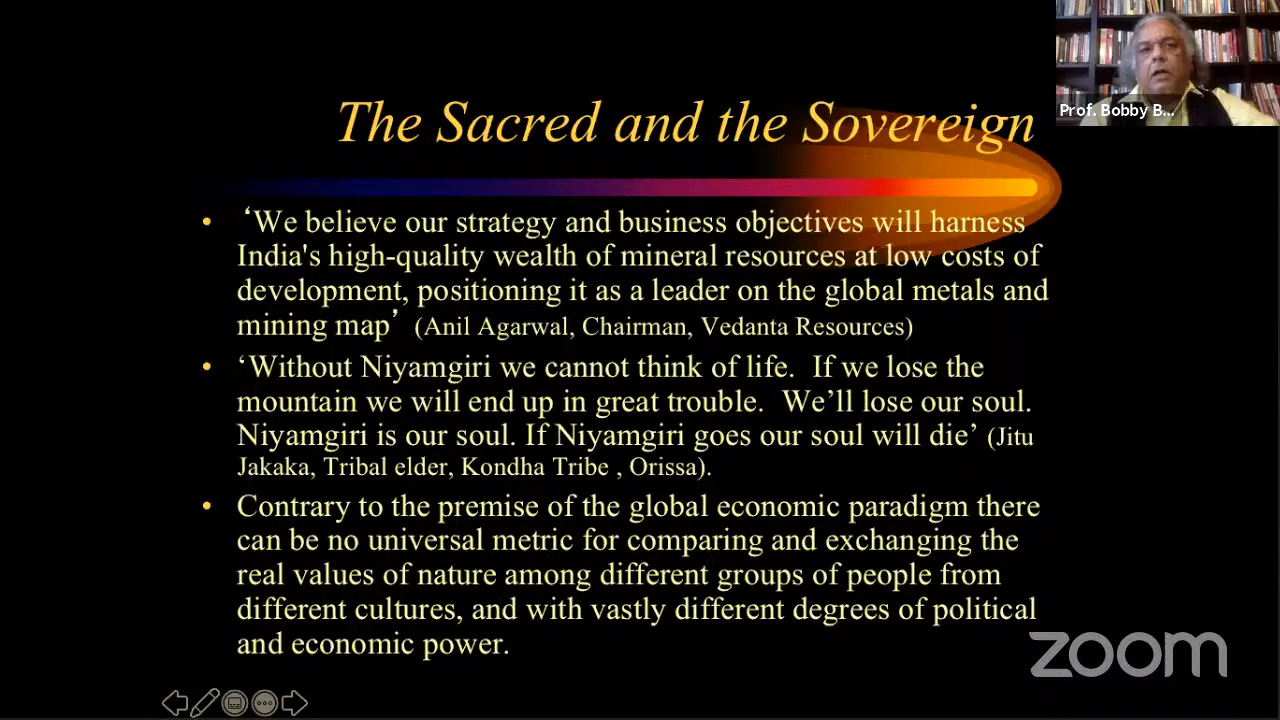 The Sacred and the Sovereign
Prof. Bobby B...
• ‘We believe our strategy and business objectives will harness
India's high-quality wealth of mineral resources at low costs of
development, positioning it as a leader on the global metals and
mining map’ (Anil Agarwal, Chairman, Vedanta Resources)
• ‘Without Niyamgiri we cannot think of life.  If we lose the
mountain we will end up in great trouble.  We’ll lose our soul.
Niyamgiri is our soul. If Niyamgiri goes our soul will die’ (Jitu
Jakaka, Tribal elder, Kondha Tribe , Orissa).
• Contrary to the premise of the global economic paradigm there
can be no universal metric for comparing and exchanging the
real values of nature among different groups of people from
different cultures, and with vastly different degrees of political
and economic power.
zoom